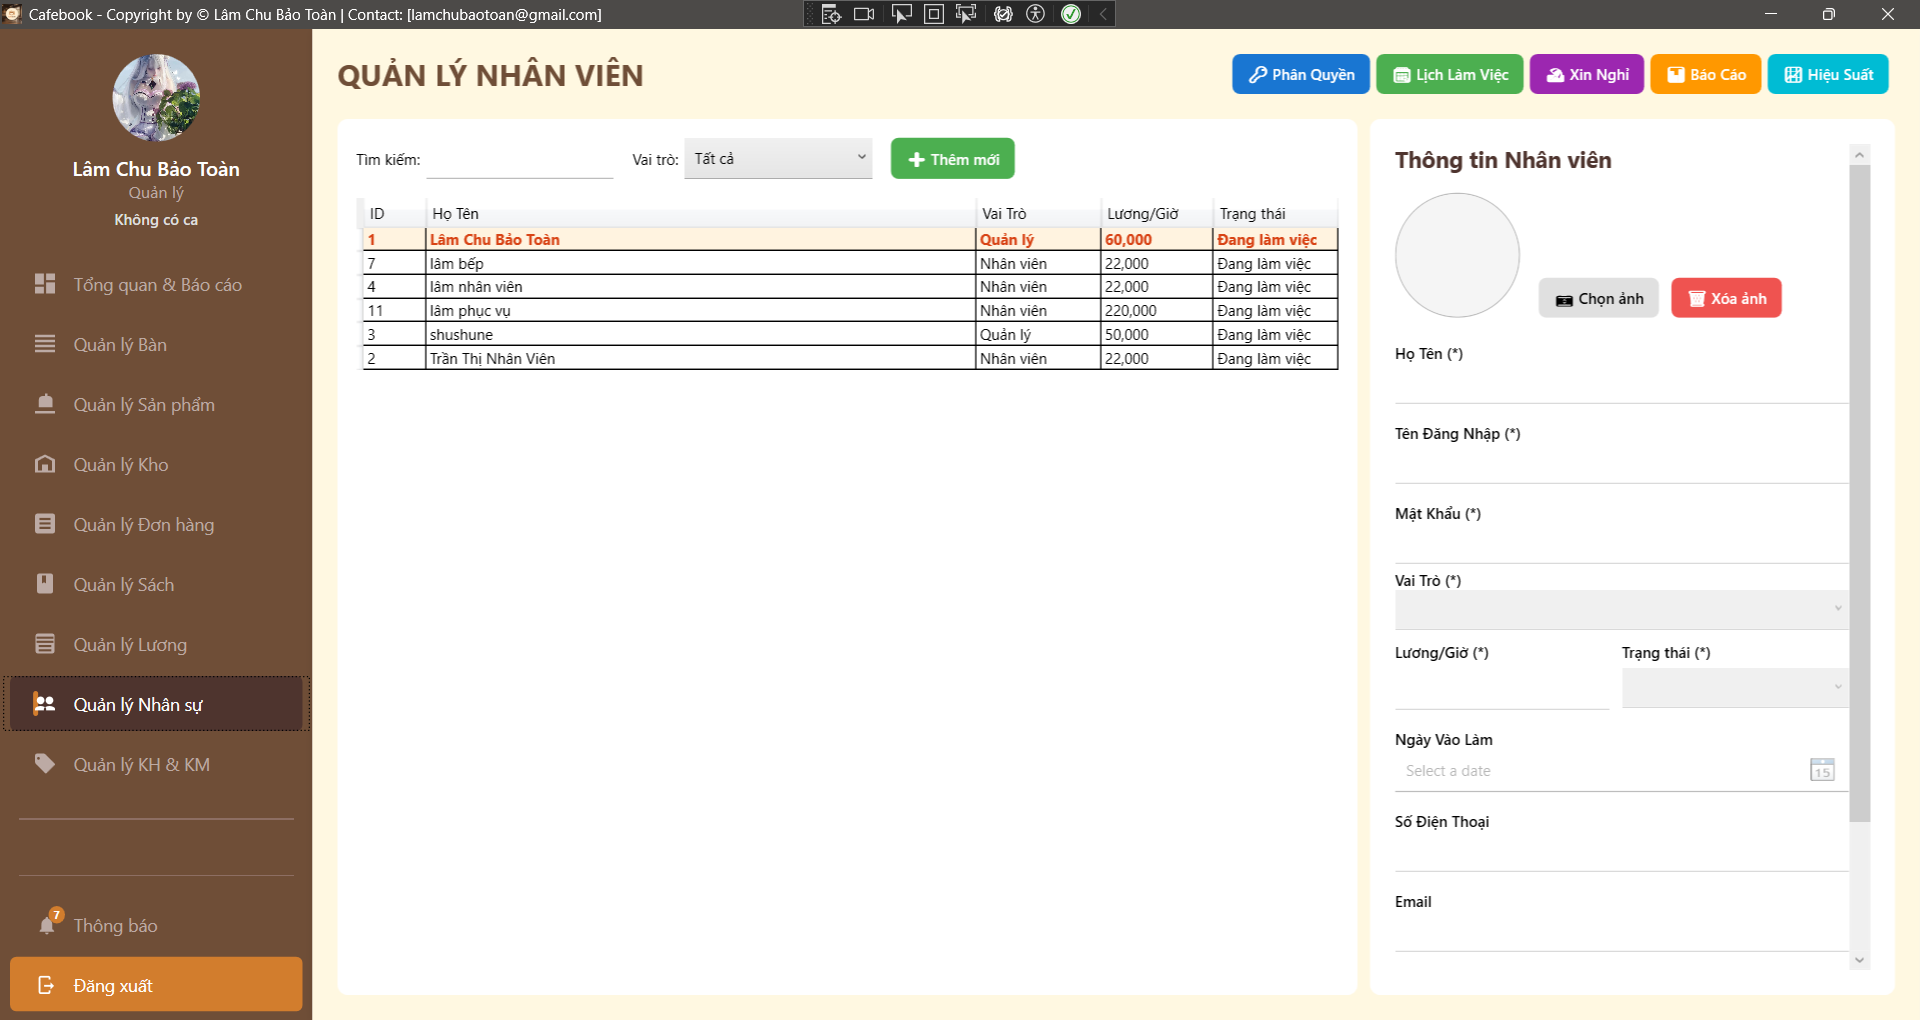 Cafebook - Copyright by © Lâm Chu Bảo Toàn | Contact: [lamchubaotoan@gmail.com]
Lâm Chu Bảo Toàn
Quản lý
Không có ca
Tổng quan & Báo cáo
Quản lý Bàn
Quản lý Sản phẩm
Quản lý Kho
Quản lý Đơn hàng
Quản lý Sách
Quản lý Lương
Quản lý Nhân sự
Quản lý KH & KM
7
Thông báo
Đăng xuất
QUẢN LÝ NHÂN VIÊN
Phân Quyền
Lịch Làm Việc
Xin Nghỉ
Báo Cáo
Hiệu Suất
Tìm kiếm:
Vai trò: Tất cả
Thêm mới
ID Họ Tên Vai Trò Lương/Giờ Trạng thái
1 Lâm Chu Bảo Toàn Quản lý 60,000 Đang làm việc
7 lâm bếp Nhân viên 22,000 Đang làm việc
4 lâm nhân viên Nhân viên 22,000 Đang làm việc
11 lâm phục vụ Nhân viên 220,000 Đang làm việc
3 shushune Quản lý 50,000 Đang làm việc
2 Trần Thị Nhân Viên Nhân viên 22,000 Đang làm việc
Thông tin Nhân viên
Chọn ảnh
Xóa ảnh
Họ Tên (*)
Tên Đăng Nhập (*)
Mật Khẩu (*)
Vai Trò (*)
Lương/Giờ (*) Trạng thái (*)
Ngày Vào Làm
Select a date 15
Số Điện Thoại
Email